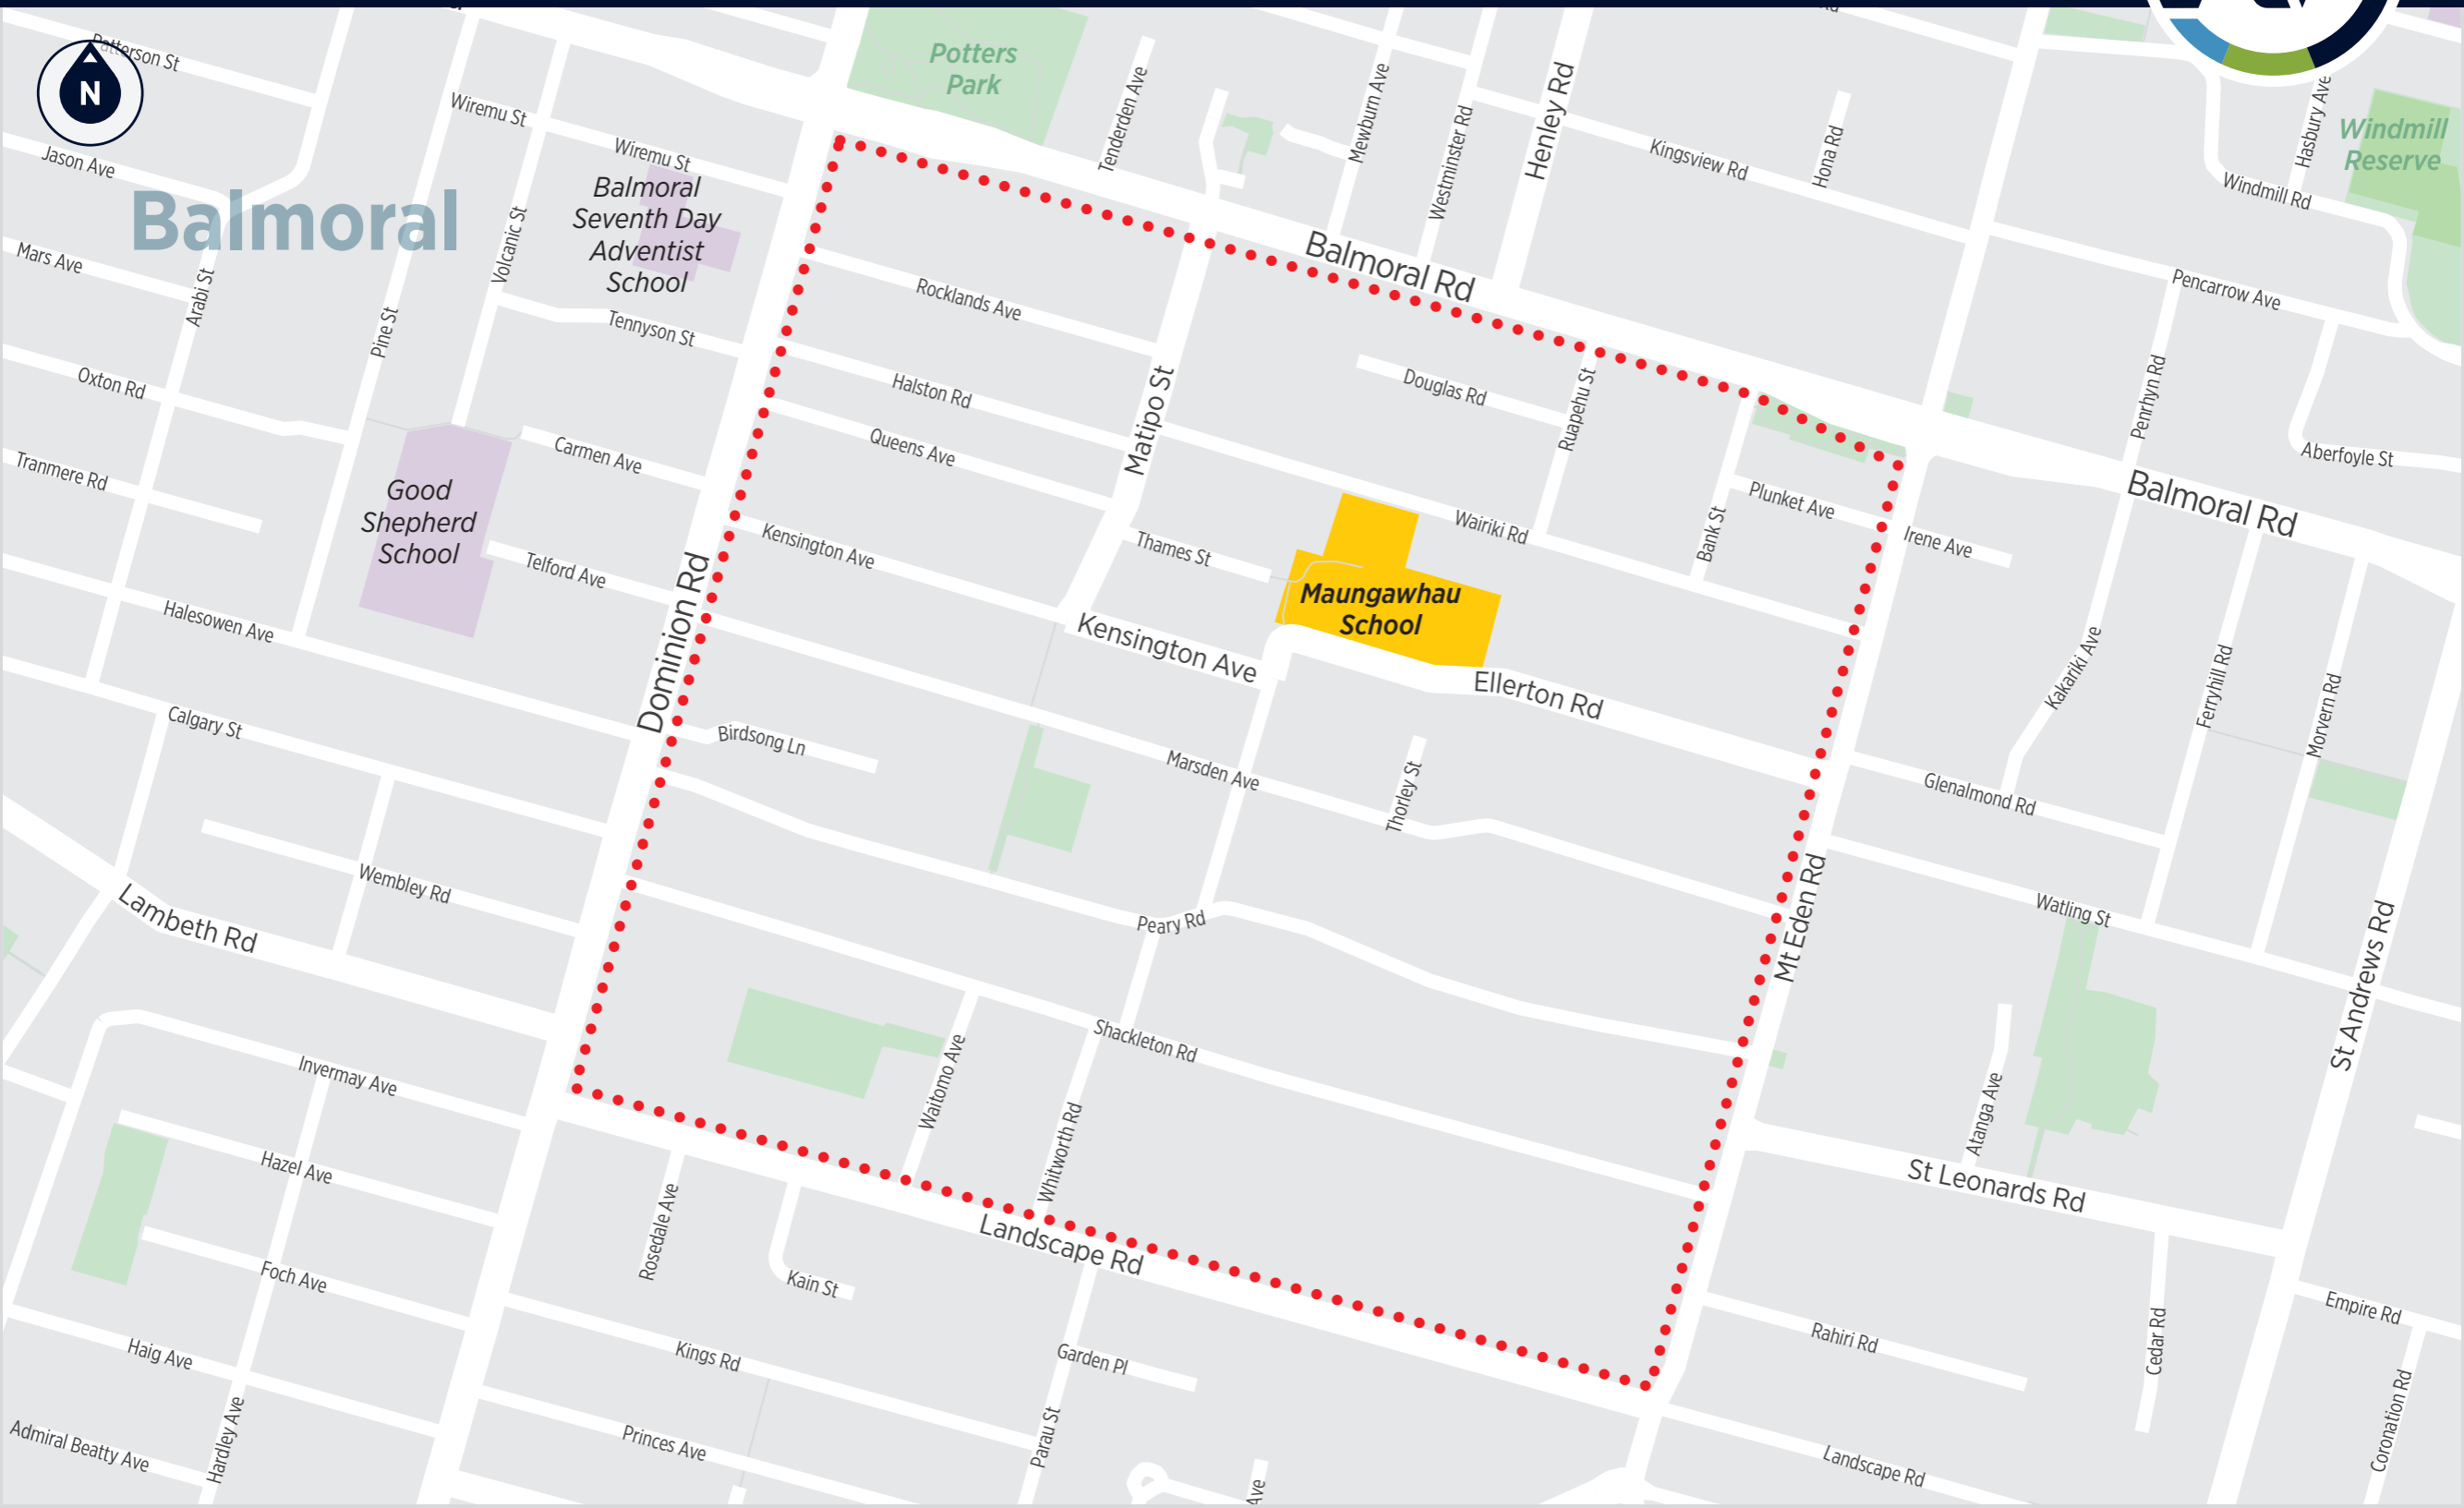 Patterson St
N
Jason Ave
Balmoral
Mars Ave
Arabi St
Oxton Rd
Tranmere Rd
Pine St
Volcanic St
Wiremu St
Wiremu St
Balmoral
Seventh Day
Adventist
School
Tennyson St
Carmen Ave
Good
Shepherd
School
Telford Ave
Halesowen Ave
Calgary St
Wembley Rd
Lambeth Rd
Invermay Ave
Hazel Ave
Foch Ave
Haig Ave
Admiral Beatty Ave
Hardley Ave
Dominion Rd
Potters
Park
Tenderden Ave
Mewburn Ave
Westminster Rd
Henley Rd
Kingsview Rd
Hona Rd
Hasbury Ave
Windmill
Reserve
Windmill Rd
Pencarrow Ave
Penrhyn Rd
Aberfoyle St
Balmoral Rd
Balmoral Rd
Rocklands Ave
Halston Rd
Queens Ave
Matipo St
Kensington Ave
Thames St
Douglas Rd
Ruapehu St
Wairiki Rd
Bank St
Plunket Ave
Irene Ave
Maungawhau
School
Kensington Ave
Ellerton Rd
Birdsong Ln
Marsden Ave
Thorley St
Kakariki Ave
Ferryhill Rd
Morvern Rd
Glenalmond Rd
Watling St
Mt Eden Rd
St Andrews Rd
Peary Rd
Shackleton Rd
Waitomo Ave
Whitworth Rd
Atanga Ave
St Leonards Rd
Landscape Rd
Rosedale Ave
Kain St
Kings Rd
Princes Ave
Garden Pl
Parau St
Ave
Rahiri Rd
Cedar Rd
Empire Rd
Coronation Rd
Landscape Rd